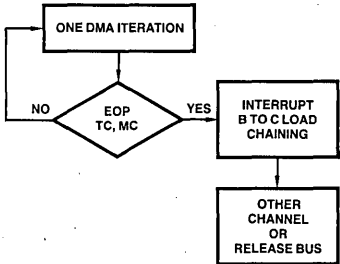 ONE DMA ITERATION
NO
EOP
TC, MC
YES
INTERRUPT
B TO C LOAD
CHAINING
OTHER
CHANNEL
OR
RELEASE BUS